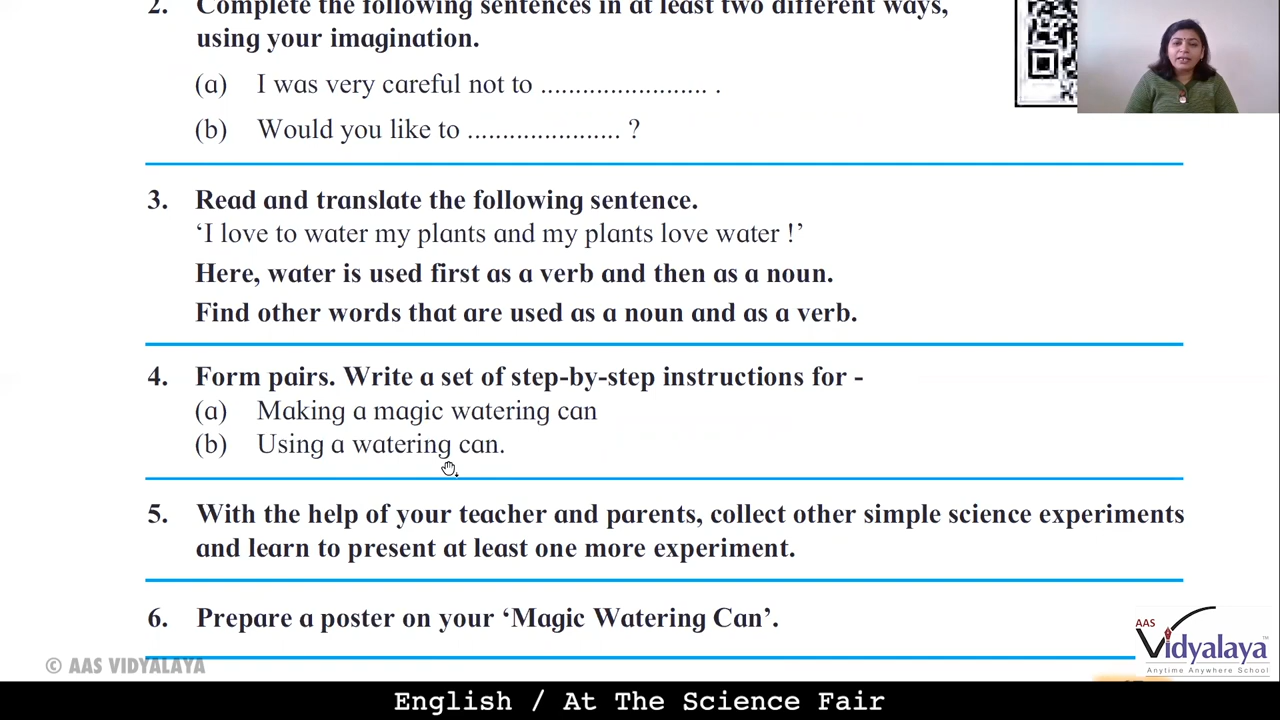 2. Complete the following sentences in at least two different ways,
using your imagination.
(a) I was very careful not to ........................ .
(b) Would you like to ...................... ?
3. Read and translate the following sentence.
‘I love to water my plants and my plants love water !’
Here, water is used first as a verb and then as a noun.
Find other words that are used as a noun and as a verb.
4. Form pairs. Write a set of step-by-step instructions for -
(a) Making a magic watering can
(b) Using a watering can.
5. With the help of your teacher and parents, collect other simple science experiments
and learn to present at least one more experiment.
6. Prepare a poster on your ‘Magic Watering Can’.
AAS
Vidyalaya
TM
Anytime Anywhere School
© AAS VIDYALAYA
English / At The Science Fair